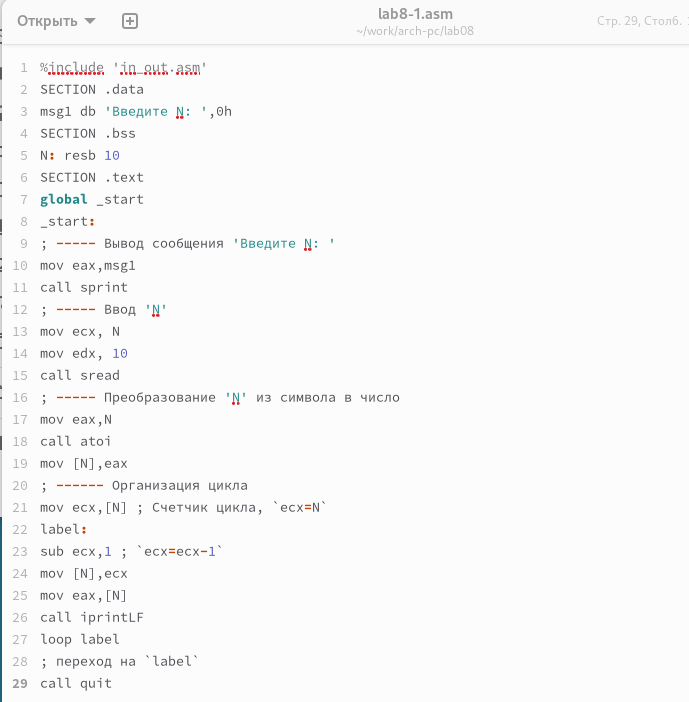 Открыть
lab8-1.asm
~/work/arch-pc/lab08
Стр. 29, Столб.
1 %include 'in_out.asm'
2 SECTION .data
3 msg1 db 'Введите N: ',0h
4 SECTION .bss
5 N: resb 10
6 SECTION .text
7 global _start
8 _start:
9 ; ----- Вывод сообщения 'Введите N: '
10 mov eax,msg1
11 call sprint
12 ; ----- Ввод 'N'
13 mov ecx, N
14 mov edx, 10
15 call sread
16 ; ----- Преобразование 'N' из символа в число
17 mov eax,N
18 call atoi
19 mov [N],eax
20 ; ------ Организация цикла
21 mov ecx,[N] ; Счетчик цикла, `ecx=N`
22 label:
23 sub ecx,1 ; `ecx=ecx-1`
24 mov [N],ecx
25 mov eax,[N]
26 call iprintLF
27 loop label
28 ; переход на `label`
29 call quit